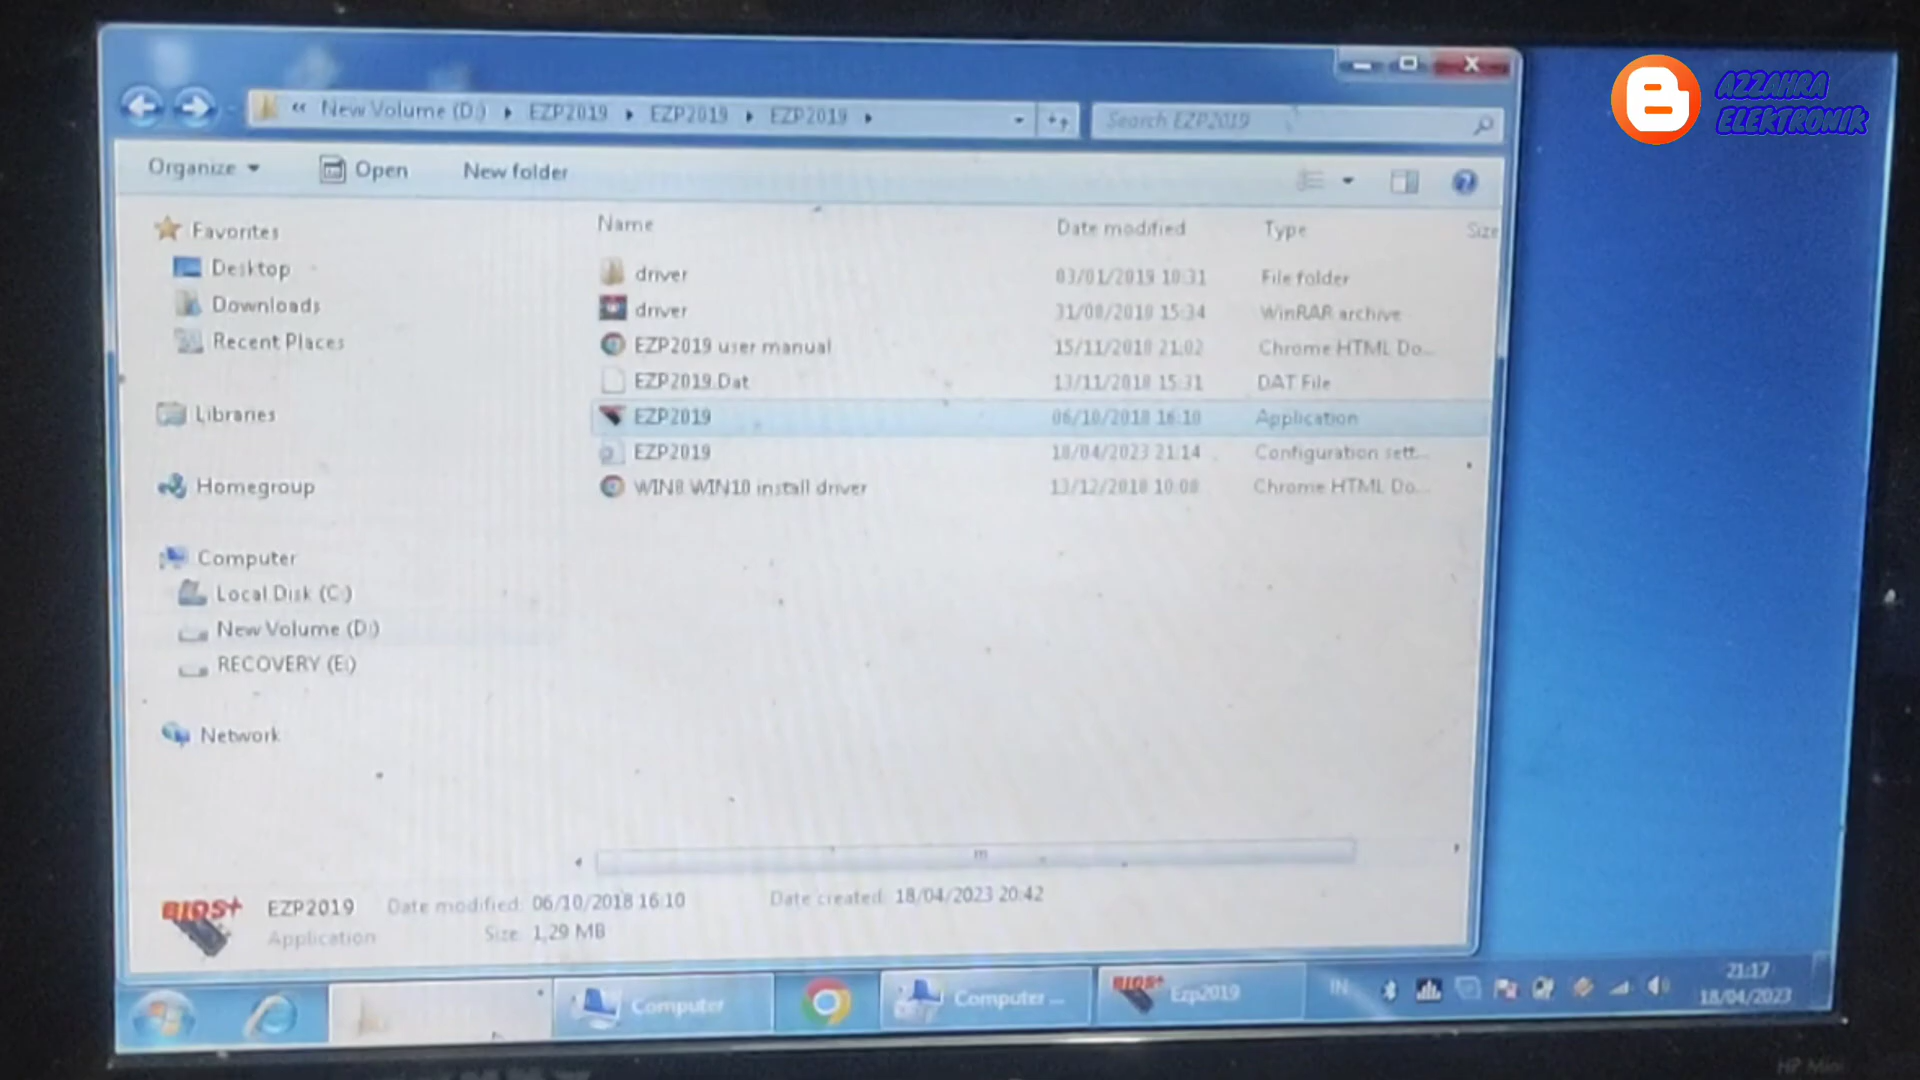 AZZAHRA
ELEKTRONIK
« New Volume (D:) EZP2019 EZP2019 EZP2019
Search EZP2019
Organize Open New folder
Name Date modified Type Size
Favorites
Desktop
Downloads
Recent Places
Libraries
Homegroup
Computer
Local Disk (C:)
New Volume (D:)
RECOVERY (E:)
Network
driver 03/01/2019 10:31 File folder
driver 31/08/2018 15:34 WinRAR archive
EZP2019 user manual 15/11/2018 21:02 Chrome HTML Do...
EZP2019.Dat 13/11/2018 15:31 DAT File
EZP2019 06/10/2018 16:10 Application
EZP2019 18/04/2023 21:14 Configuration sett...
WIN8 WIN10 install driver 13/12/2018 10:08 Chrome HTML Do...
BIOS+
EZP2019 Date modified: 06/10/2018 16:10 Date created: 18/04/2023 20:42
Application Size: 1,29 MB
Computer
Computer ...
BIOS+ Ezp2019
IN
21:17
18/04/2023
HP Mini